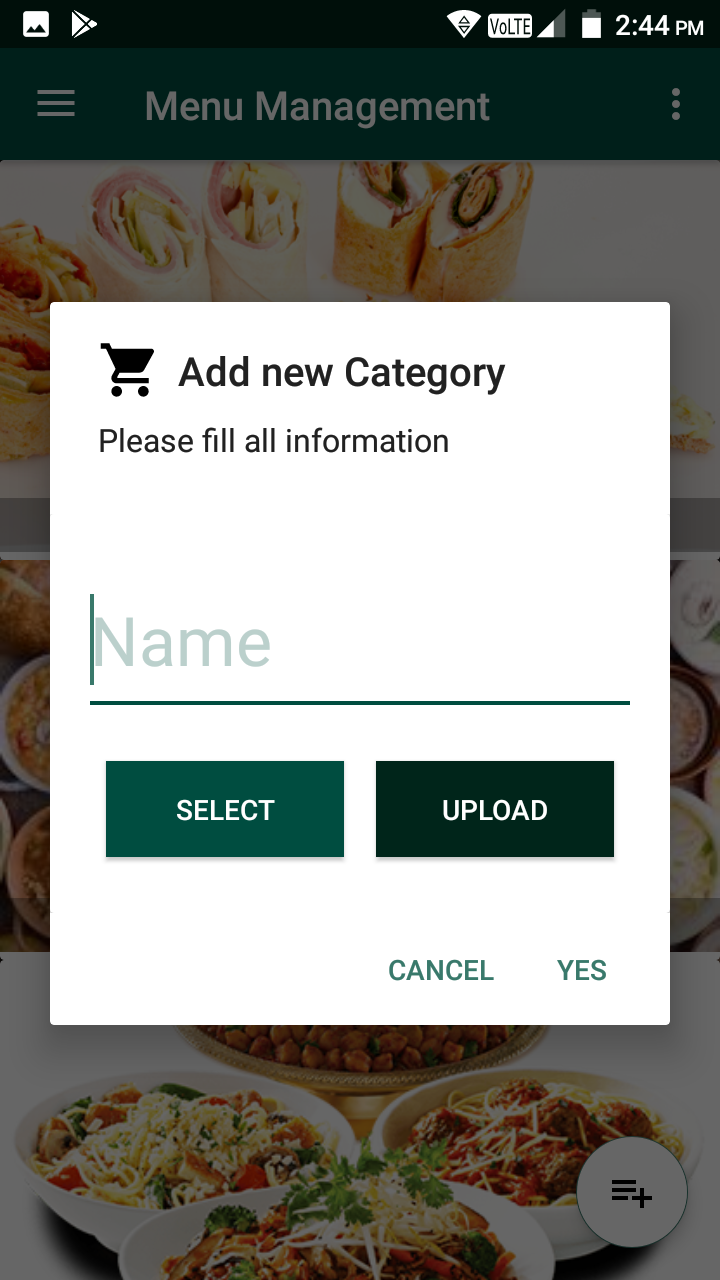 VoLTE 2:44 PM
Menu Management
Add new Category
Please fill all information
Name
SELECT UPLOAD
CANCEL YES